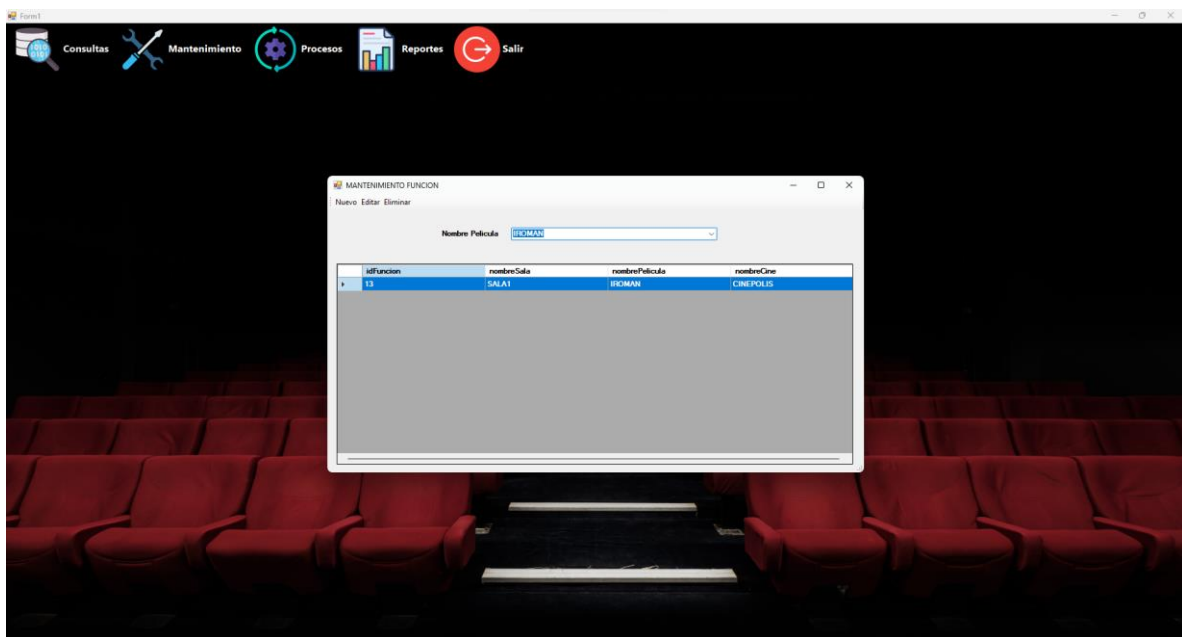 Form1
Consultas Mantenimiento Procesos Reportes Salir
MANTENIMIENTO FUNCION
Nuevo Editar Eliminar
Nombre Pelicula IROMAN
idFuncion nombreSala nombrePelicula nombreCine
13 SALA1 IROMAN CINEPOLIS